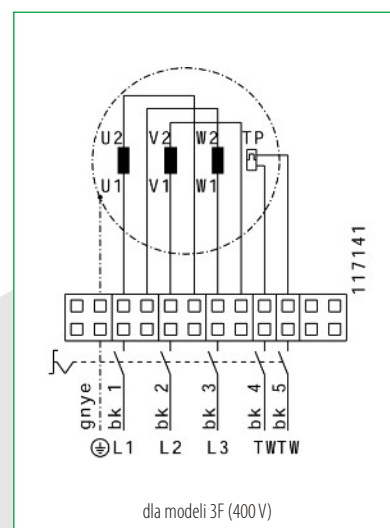 U2 V2 W2 TP
U1 V1 W1
117141
gnye bk 1 bk 2 bk 3 bk 4 bk 5
L1 L2 L3 TW TW
dla modeli 3F (400 V)